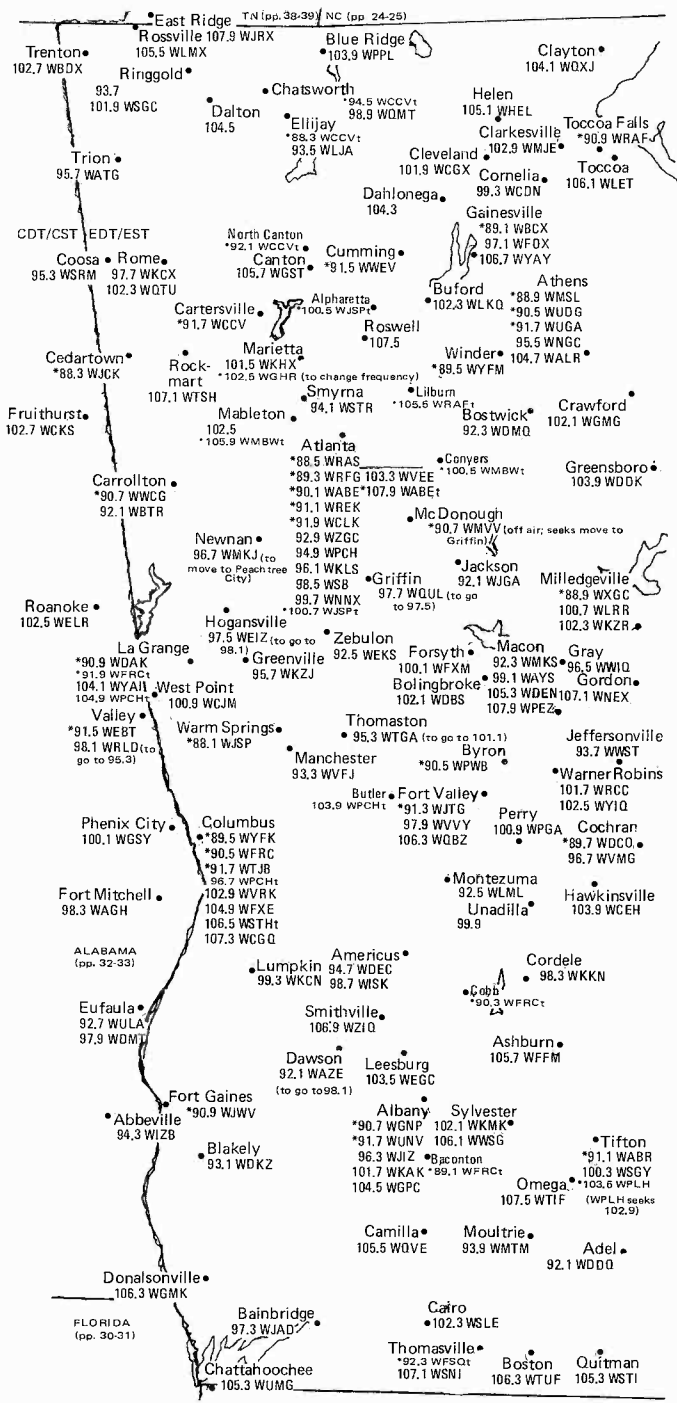 East Ridge TN (pp. 38-39) NC (pp. 24-25)
Rossville 107.9 WJRX
105.5 WLMX
Trenton
102.7 WBDX
Blue Ridge
103.9 WPPL
Clayton
104.1 WQXJ
Ringgold
93.7
101.9 WSGC
Dalton
104.5
Chatsworth
*94.5 WCCVt
98.9 WQMT
Ellijay
*88.3 WCCVt
93.5 WLJA
Helen
105.1 WHEL
Clarkesville
102.9 WMJE
Toccoa Falls
*90.9 WRAF
Trion
95.7 WATG
Cleveland
101.9 WCGX
Cornelia
99.3 WCDN
Toccoa
106.1 WLET
Dahlonega
104.3
Gainesville
*89.1 WBCX
97.1 WFOX
106.7 WYAY
CDT/CST EDT/EST
Coosa
95.3 WSRM
Rome
97.7 WKCX
102.3 WQTU
North Canton
*92.1 WCCVt
Canton
105.7 WGST
Cumming
*91.5 WWEV
Buford
102.3 WLKQ
Athens
*88.9 WMSL
*90.5 WUDG
*91.7 WUGA
95.5 WNGC
104.7 WALR
Cartersville
*91.7 WCCV
Alpharetta
*100.5 WJSPt
Roswell
107.5
Cedartown
*88.3 WJCK
Rock-
mart
107.1 WTSH
Marietta
101.5 WKHX
*102.5 WGHR (to change frequency)
Winder
*89.5 WYFM
Smyrna
94.1 WSTR
Lilburn
*105.5 WRAFt
Bostwick
92.3 WDMQ
Crawford
102.1 WGMG
Fruithurst
102.7 WCKS
Mableton
102.5
*105.9 WMBWt
Atlanta
*88.5 WRAS
*89.3 WRFG 103.3 WVEE
*90.1 WABE *107.9 WABEt
*91.1 WREK
*91.9 WCLK
92.9 WZGC
94.9 WPCH
96.1 WKLS
98.5 WSB
99.7 WNNX
*100.7 WJSPt
Conyers
*100.5 WMBWt
Greensboro
103.9 WDDK
Carrollton
*90.7 WWCG
92.1 WBTR
McDonough
*90.7 WMVV (off air; seeks move to
Griffin)
Newnan
96.7 WMKJ (to
move to Peachtree
City)
Griffin
97.7 WQUL (to go
to 97.5)
Jackson
92.1 WJGA
Milledgeville
*88.9 WXGC
100.7 WLRR
102.3 WKZR
Roanoke
102.5 WELR
Hogansville
97.5 WEIZ (to go to
98.1)
Zebulon
92.5 WEKS
La Grange
*90.9 WDAK
*91.9 WFRCt
104.1 WYAI
104.9 WPCHt
Greenville
95.7 WKZJ
Forsyth
100.1 WFXM
Bolingbroke
102.1 WDBS
Macon
92.3 WMKS
99.1 WAYS
105.3 WDEN
107.9 WPEZ
Gray
96.5 WWIQ
Gordon
107.1 WNEX
West Point
100.9 WCJM
Valley
*91.5 WEBT
98.1 WRLD (to
go to 95.3)
Warm Springs
*88.1 WJSP
Thomaston
95.3 WTGA (to go to 101.1)
Manchester
93.3 WVFJ
Byron
*90.5 WPWB
Jeffersonville
93.7 WWST
Warner Robins
101.7 WRCC
102.5 WYIQ
Butler
103.9 WPCHt
Fort Valley
*91.3 WJTG
97.9 WVVY
106.3 WQBZ
Perry
100.9 WPGA
Cochran
*89.7 WDCO
96.7 WVMG
Phenix City
100.1 WGSY
Columbus
*89.5 WYFK
*90.5 WFRC
*91.7 WTJB
96.7 WPCHt
102.9 WVRK
104.9 WFXE
106.5 WSTHt
107.3 WCGQ
Montezuma
92.5 WLML
Unadilla
99.9
Hawkinsville
103.9 WCEH
Fort Mitchell
98.3 WAGH
ALABAMA
(pp. 32-33)
Lumpkin
99.3 WKCN
Americus
94.7 WDEC
98.7 WISK
Cordele
98.3 WKKN
Cobb
*90.3 WFRCt
Eufaula
92.7 WULA
97.9 WDMT
Smithville
106.9 WZIQ
Ashburn
105.7 WFFM
Dawson
92.1 WAZE
(to go to 98.1)
Leesburg
103.5 WEGC
Fort Gaines
*90.9 WJWV
Abbeville
94.3 WIZB
Albany
*90.7 WGNP
*91.7 WUNV
96.3 WJIZ
101.7 WKAK
104.5 WGPC
Sylvester
102.1 WKMK
106.1 WWSG
Baconton
*89.1 WFRCt
Tifton
*91.1 WABR
100.3 WSGY
*103.6 WPLH
(WPLH seeks
102.9)
Blakely
93.1 WDKZ
Omega
107.5 WTIF
Camilla
105.5 WQVE
Moultrie
93.9 WMTM
Adel
92.1 WDDQ
Donalsonville
106.3 WGMK
FLORIDA
(pp. 30-31)
Bainbridge
97.3 WJAD
Cairo
102.3 WSLE
Thomasville
*92.3 WFSQt
107.1 WSNI
Boston
106.3 WTUF
Quitman
105.3 WSTI
Chattahoochee
105.3 WUMG